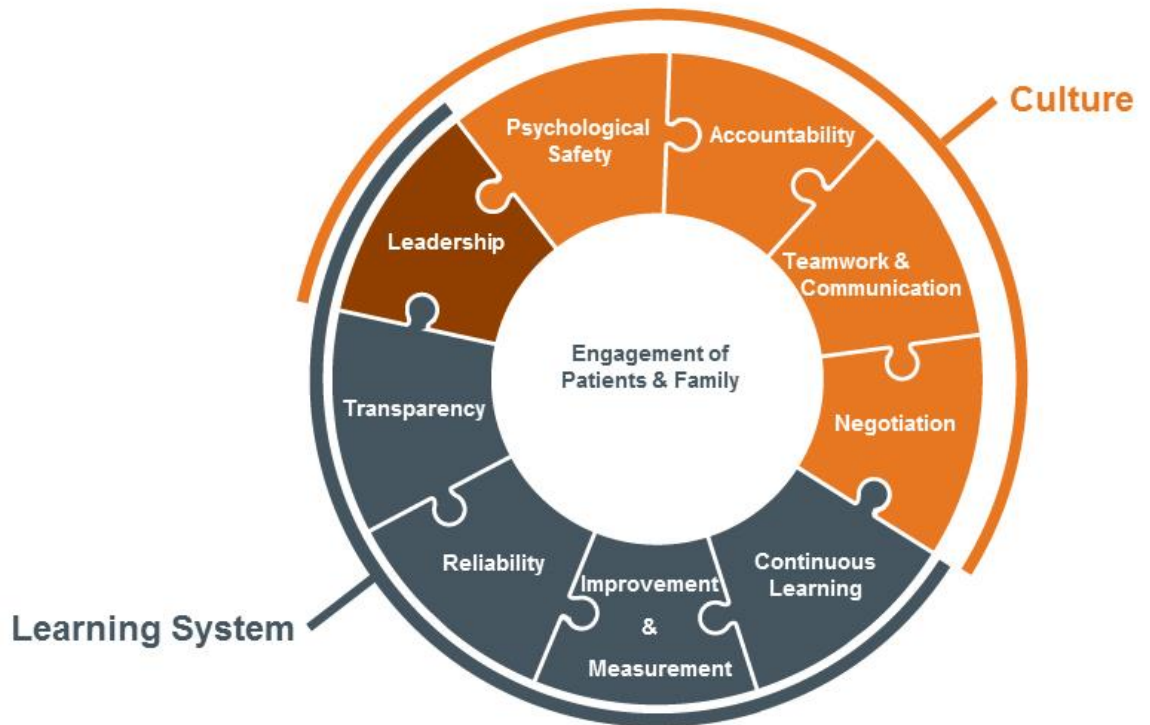 Culture
Psychological
Safety
Accountability
Leadership
Teamwork &
Communication
Engagement of
Patients & Family
Transparency
Negotiation
Reliability
Improvement
&
Measurement
Continuous
Learning
Learning System